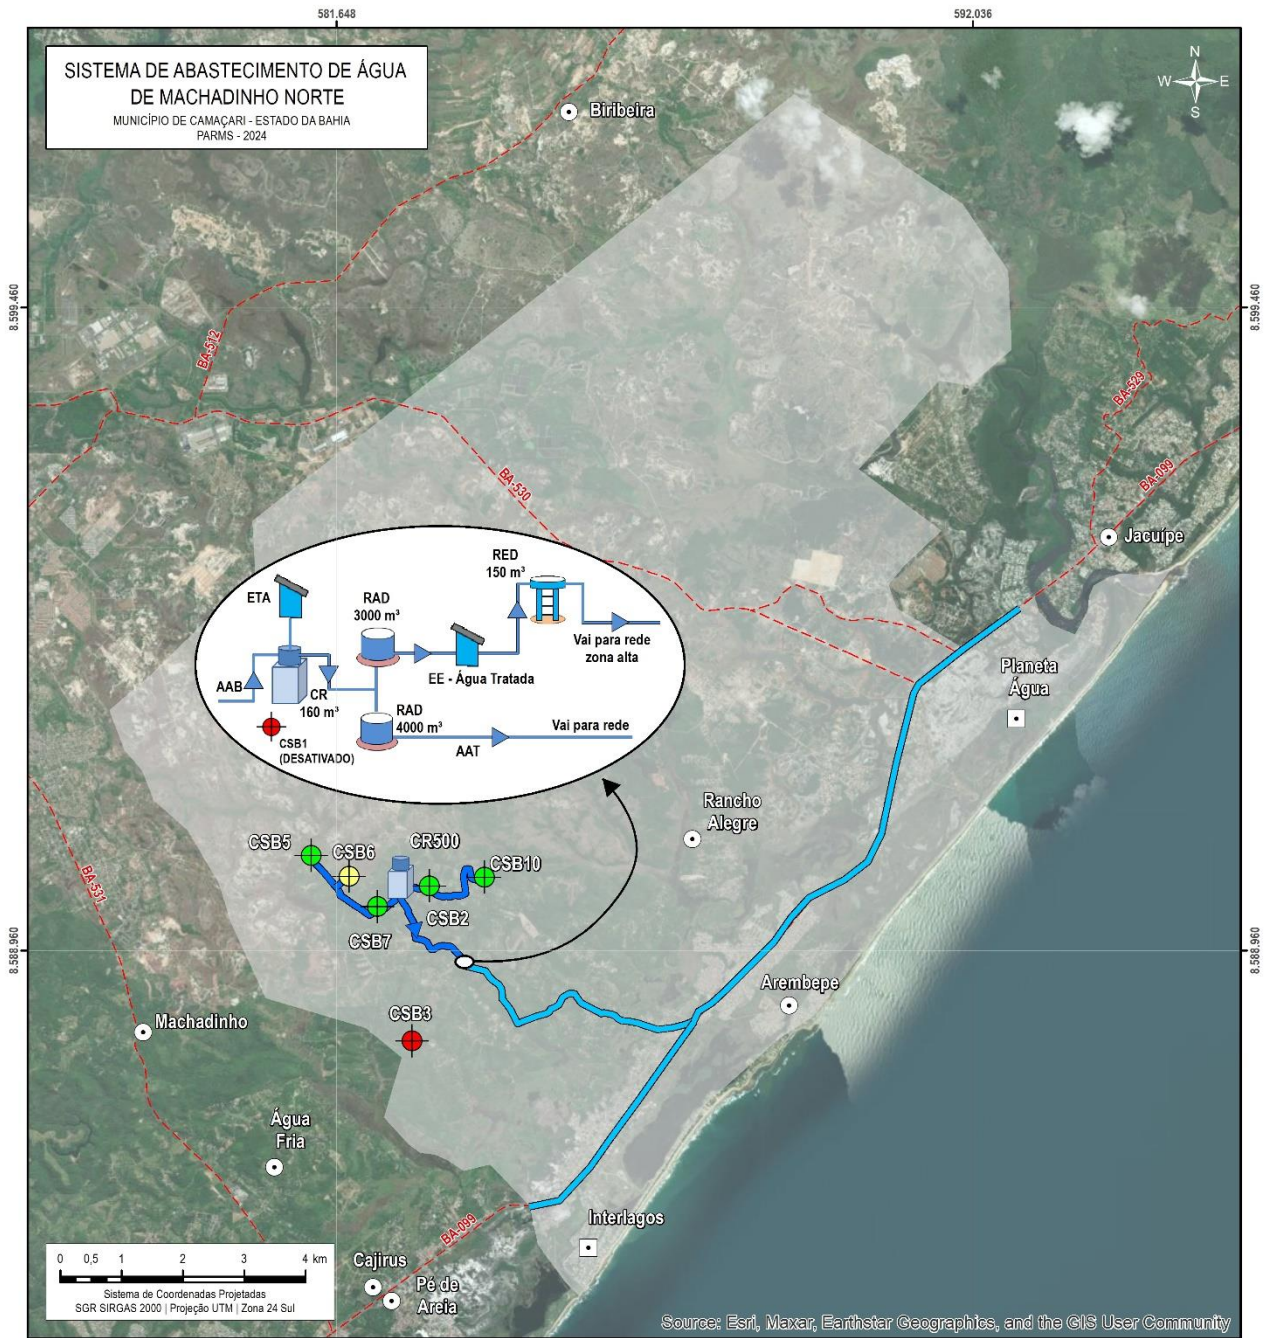 581.648
592.036
SISTEMA DE ABASTECIMENTO DE ÁGUA
DE MACHADINHO NORTE
MUNICÍPIO DE CAMAÇARI - ESTADO DA BAHIA
PARMS - 2024
N
W
E
S
Biribeira
8.599.460
8.599.460
BA-512
BA-529
BA-099
BA-530
Jacuípe
RED
150 m³
ETA
RAD
3000 m³
Vai para rede
zona alta
EE - Água Tratada
AAB
CR
160 m³
RAD
4000 m³
Vai para rede
CSB1
(DESATIVADO)
AAT
Planeta
Água
Rancho
Alegre
CSB5
CSB6
CR500
CSB10
CSB2
CSB7
BA-531
8.588.960
8.588.960
Arembepe
CSB3
Machadinho
Água
Fria
BA-099
Interlagos
0 0,5 1 2 3 4 km
Sistema de Coordenadas Projetadas
SGR SIRGAS 2000 | Projeção UTM | Zona 24 Sul
Cajirus
Pé de
Areia
Source: Esri, Maxar, Earthstar Geographics, and the GIS User Community